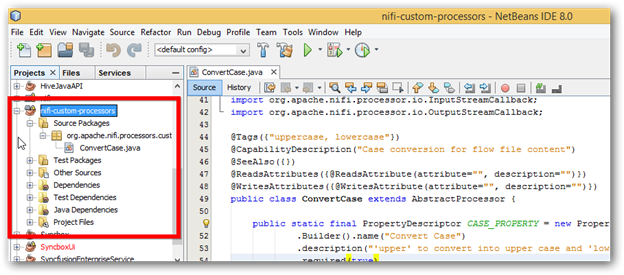 nifi-custom-processors - NetBeans IDE 8.0
File Edit View Navigate Source Refactor Run Debug Profile Team Tools Window Help
<default config>
Projects Files Services
ConvertCase.java
HiveJavaAPI
Source History
nifi-custom-processors
Source Packages
org.apache.nifi.processors.cust
ConvertCase.java
Test Packages
Other Sources
Dependencies
Test Dependencies
Java Dependencies
Project Files
Syncbox
SyncboxUi
SyncfusionEnterpriseService
41 import org.apache.nifi.processor.io.InputStreamCallback;
42 import org.apache.nifi.processor.io.OutputStreamCallback;
43
44 @Tags({"uppercase, lowercase"})
45 @CapabilityDescription("Case conversion for flow file content")
46 @SeeAlso({})
47 @ReadsAttributes({@ReadsAttribute(attribute="", description="")})
48 @WritesAttributes({@WritesAttribute(attribute="", description="")})
49 public class ConvertCase extends AbstractProcessor {
50
public static final PropertyDescriptor CASE_PROPERTY = new Proper
52 .Builder().name("Convert Case")
53 .description("'upper' to convert into upper case and 'low
54 .required(true)